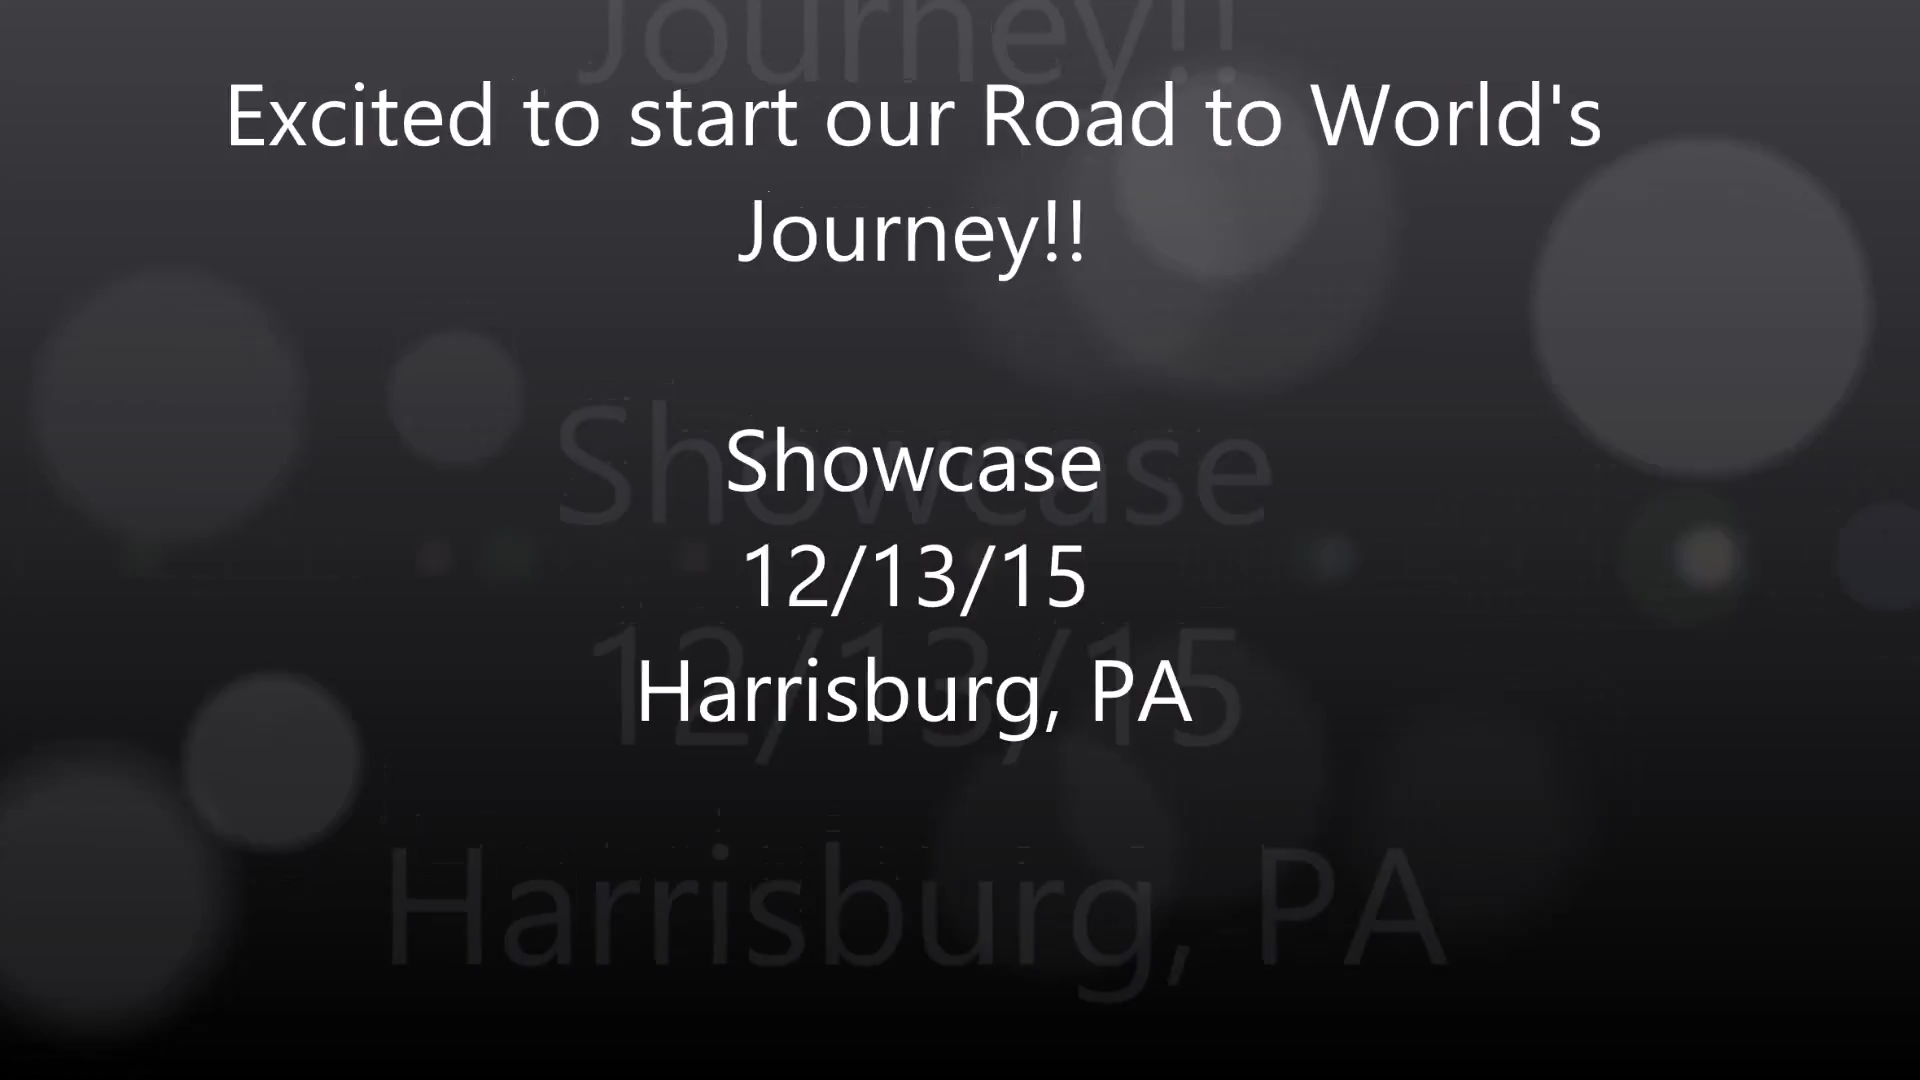 Excited to start our Road to World's
Journey!!
Showcase
12/13/15
Harrisburg, PA